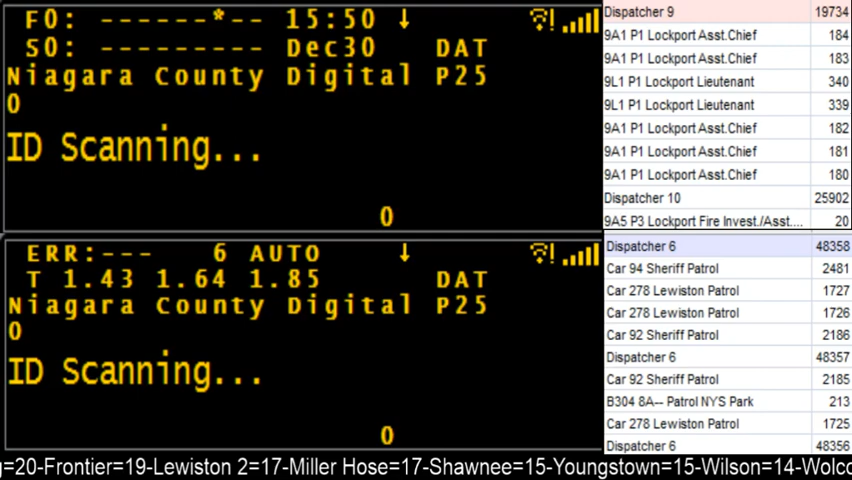 F0: ------*-- 15:50 ↓
S0: --------- Dec30 DAT
Niagara County Digital P25
0
ID Scanning...
0
Dispatcher 9 19734
9A1 P1 Lockport Asst.Chief 184
9A1 P1 Lockport Asst.Chief 183
9L1 P1 Lockport Lieutenant 340
9L1 P1 Lockport Lieutenant 339
9A1 P1 Lockport Asst.Chief 182
9A1 P1 Lockport Asst.Chief 181
9A1 P1 Lockport Asst.Chief 180
Dispatcher 10 25902
9A5 P3 Lockport Fire Invest./Asst.... 20
ERR:--- 6 AUTO ↓
T 1.43 1.64 1.85 DAT
Niagara County Digital P25
0
ID Scanning...
0
Dispatcher 6 48358
Car 94 Sheriff Patrol 2481
Car 278 Lewiston Patrol 1727
Car 278 Lewiston Patrol 1726
Car 92 Sheriff Patrol 2186
Dispatcher 6 48357
Car 92 Sheriff Patrol 2185
B304 8A-- Patrol NYS Park 213
Car 278 Lewiston Patrol 1725
Dispatcher 6 48356
=20-Frontier=19-Lewiston 2=17-Miller Hose=17-Shawnee=15-Youngstown=15-Wilson=14-Wolco